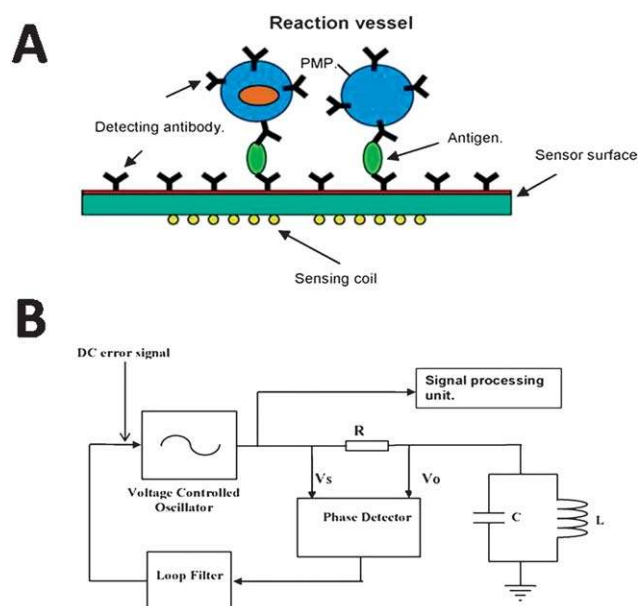 A
Reaction vessel
PMP.
Detecting antibody.
Antigen.
Sensor surface
Sensing coil
B
DC error signal
Signal processing
unit.
R
Vs
Vo
Voltage Controlled
Oscillator
Phase Detector
C
L
Loop Filter